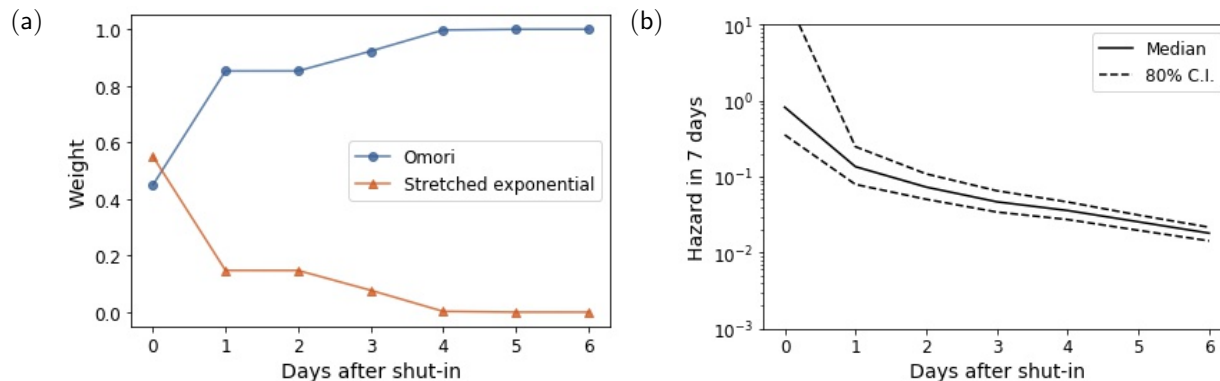 (a)
1.0
0.8
0.6
0.4
0.2
0.0
Weight
Omori
Stretched exponential
0 1 2 3 4 5 6
Days after shut-in
(b)
10^1
10^0
10^-1
10^-2
10^-3
Hazard in 7 days
Median
80% C.I.
0 1 2 3 4 5 6
Days after shut-in